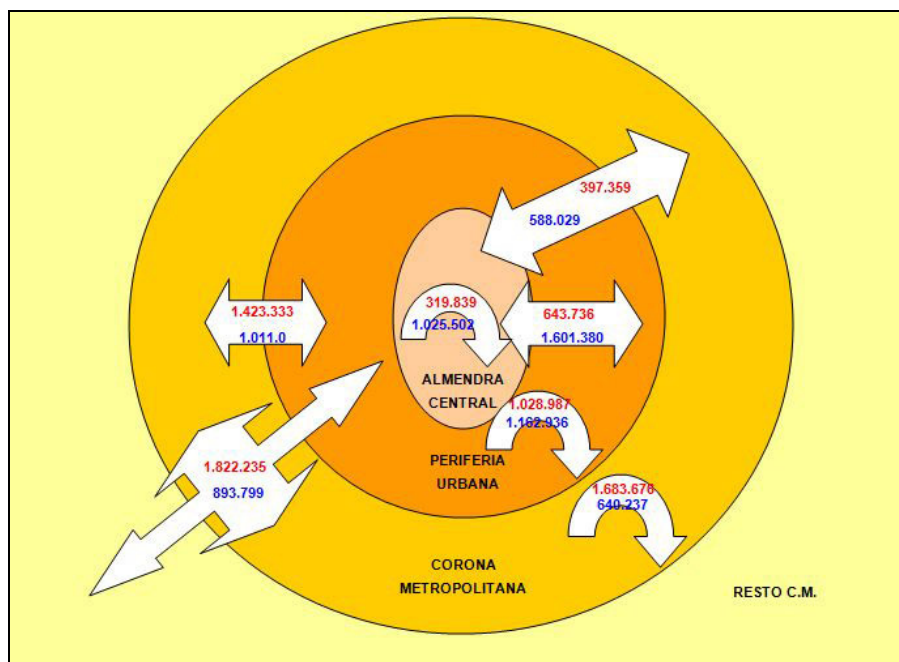 397.359
588.029
1.423.333
1.011.0
319.839
1.025.502
643.736
1.601.380
ALMENDRA
CENTRAL
1.028.987
1.162.936
PERIFERIA
URBANA
1.822.235
893.799
1.683.676
640.237
CORONA
METROPOLITANA
RESTO C.M.